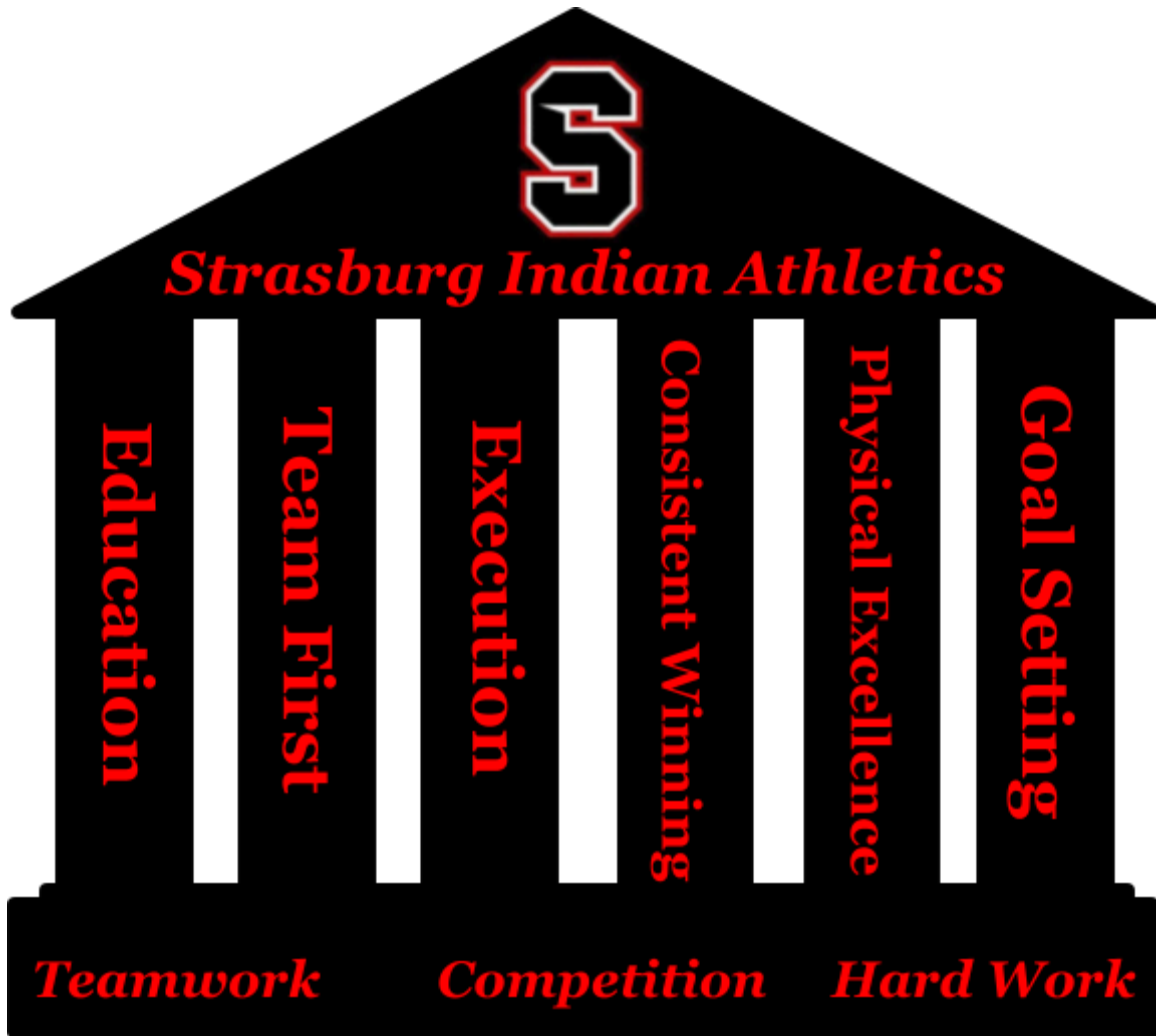 S
Strasburg Indian Athletics
Education
Team First
Execution
Consistent Winning
Physical Excellence
Goal Setting
Teamwork
Competition
Hard Work